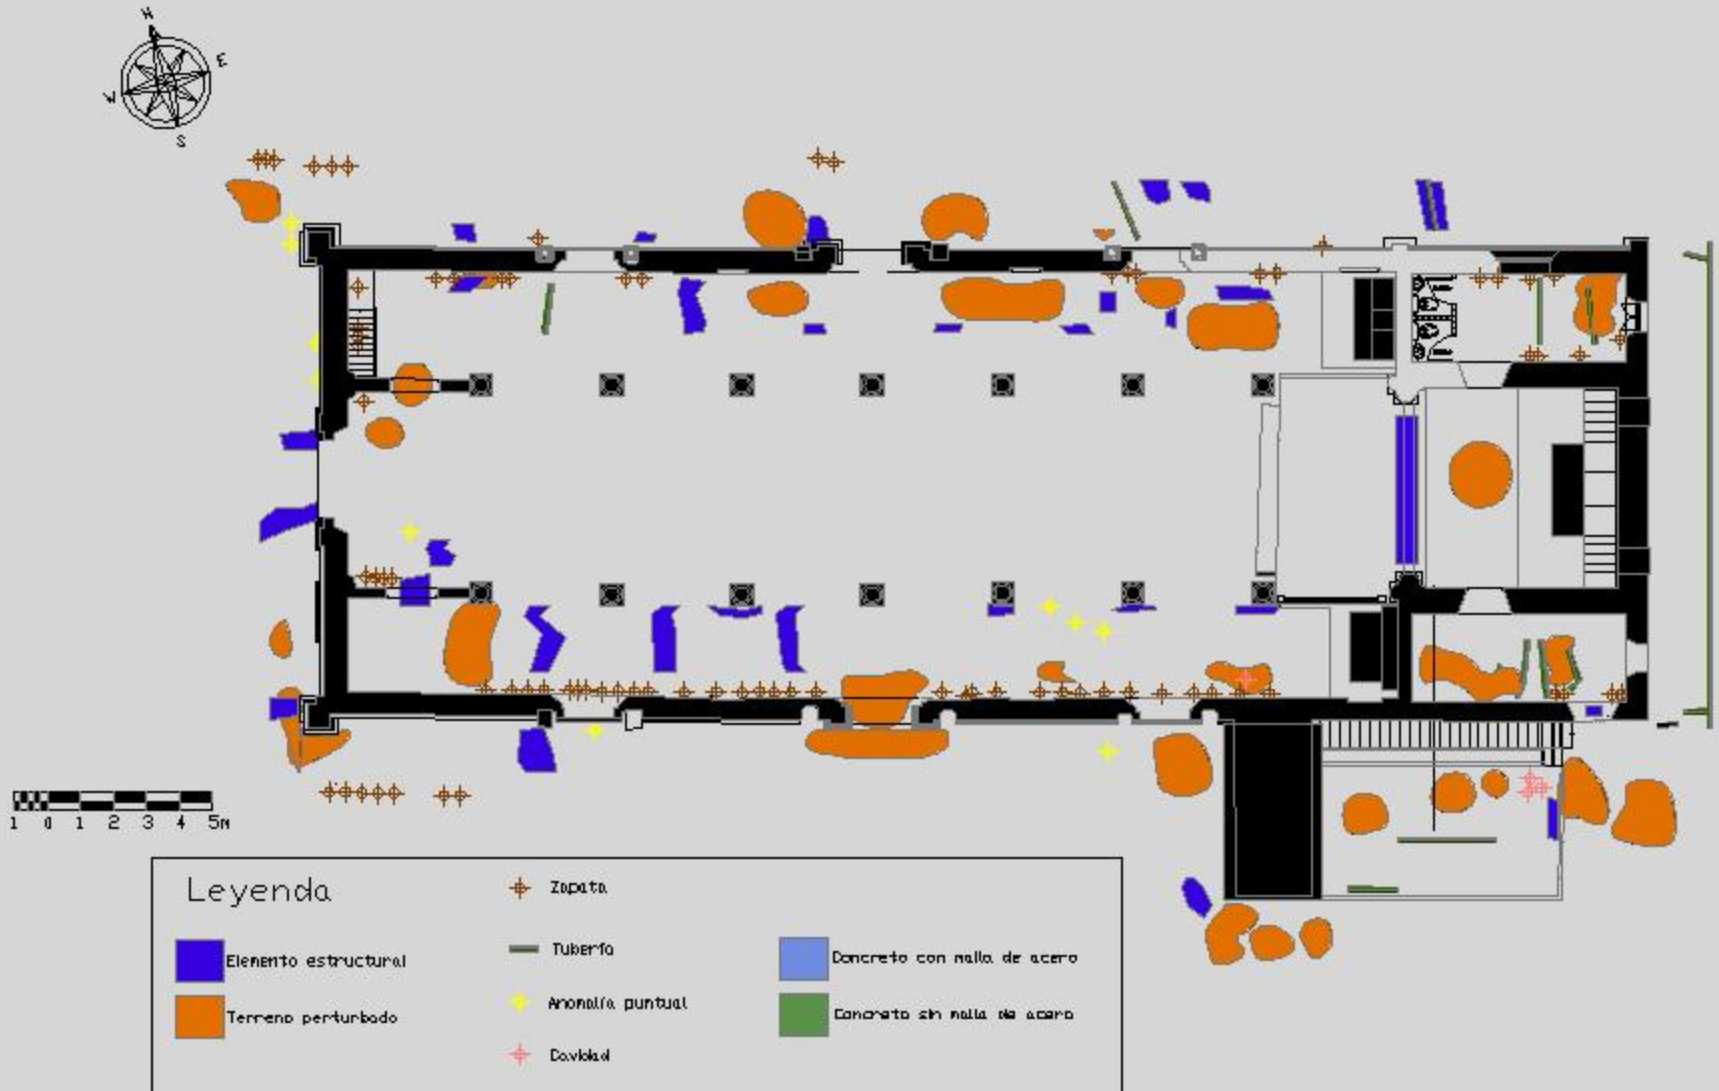 N
E
W
S
1 0 1 2 3 4 5m
Leyenda
Zapata
Elemento estructural
Tubería
Concreto con malla de acero
Terreno perturbado
Anomalía puntual
Concreto sin malla de acero
Cavidad